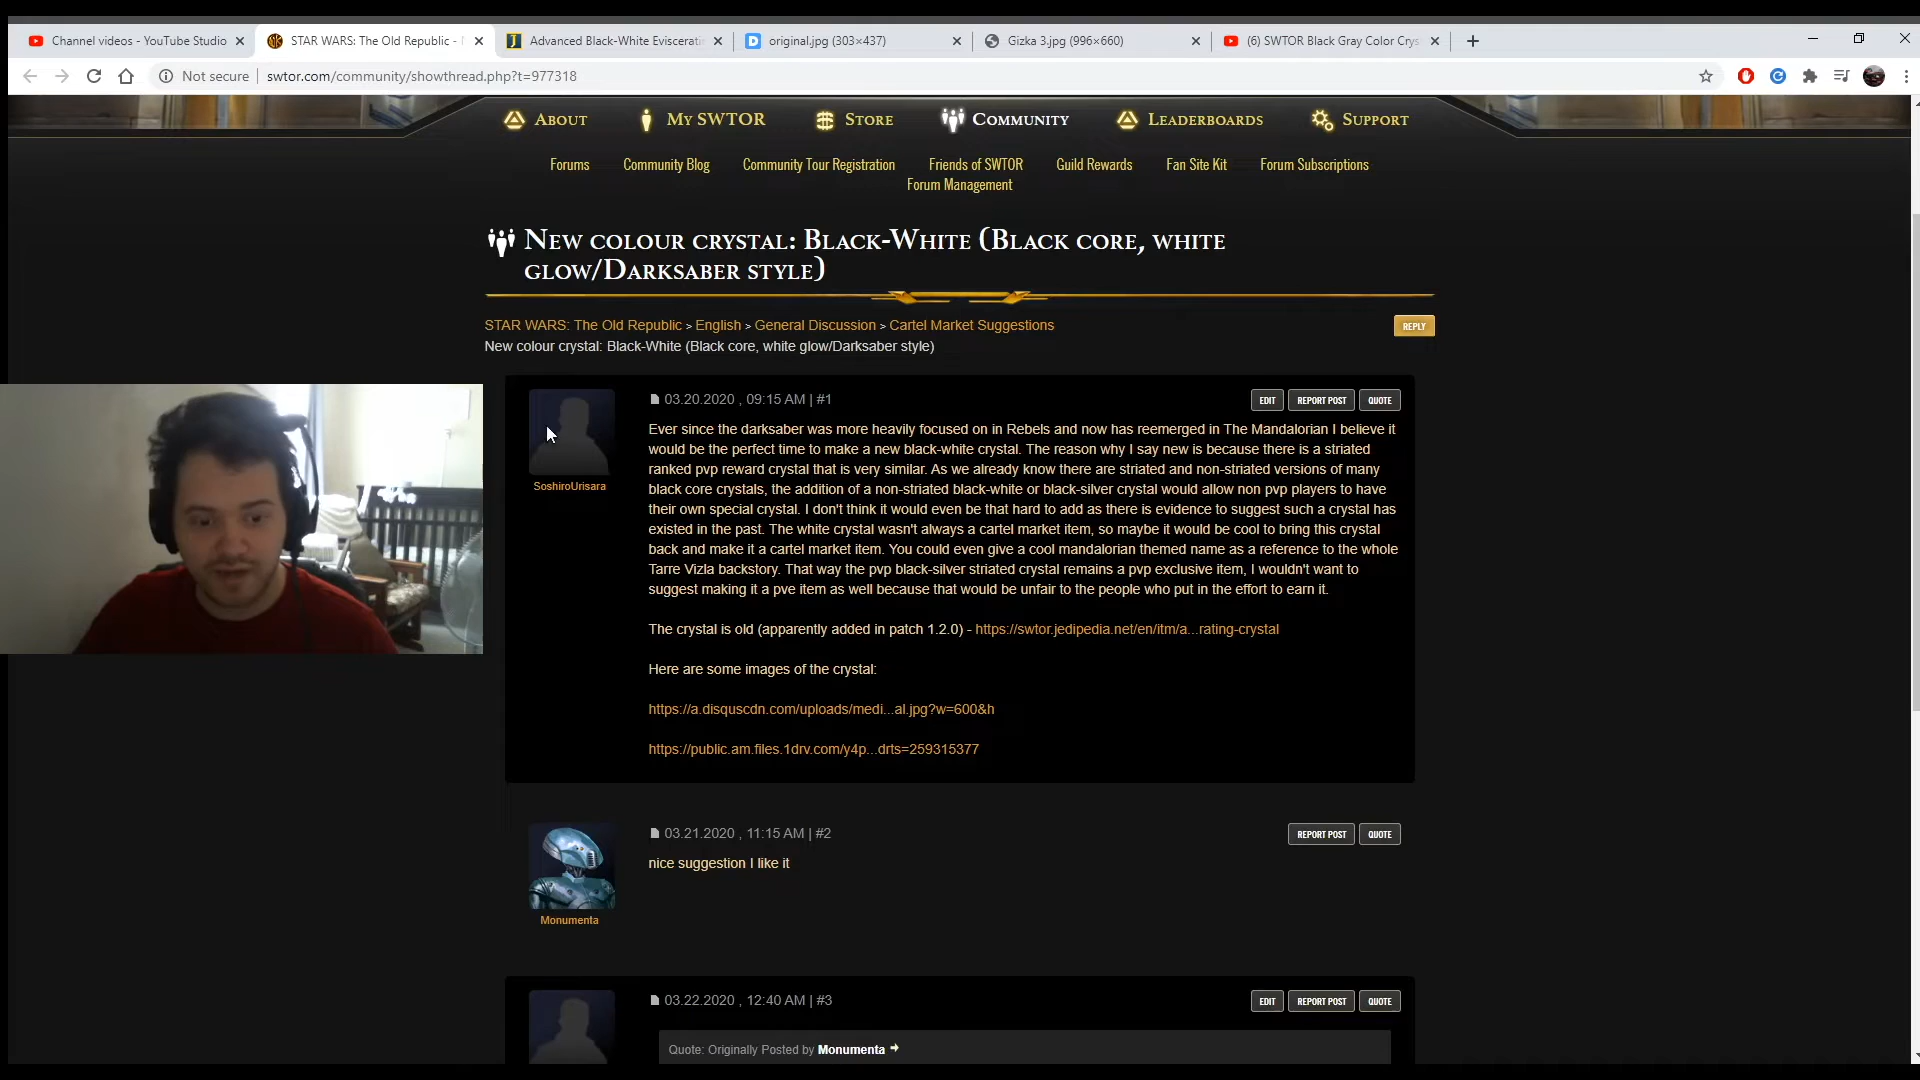 Channel videos - YouTube Studio
STAR WARS: The Old Republic -
Advanced Black-White Eviscerati
original.jpg (303×437)
Gizka 3.jpg (996×660)
(6) SWTOR Black Gray Color Crys
Not secure | swtor.com/community/showthread.php?t=977318
ABOUT
MY SWTOR
STORE
COMMUNITY
LEADERBOARDS
SUPPORT
Forums
Community Blog
Community Tour Registration
Friends of SWTOR
Guild Rewards
Fan Site Kit
Forum Subscriptions
Forum Management
NEW COLOUR CRYSTAL: BLACK-WHITE (BLACK CORE, WHITE
GLOW/DARKSABER STYLE)
STAR WARS: The Old Republic > English > General Discussion > Cartel Market Suggestions
REPLY
New colour crystal: Black-White (Black core, white glow/Darksaber style)
03.20.2020 , 09:15 AM | #1
EDIT
REPORT POST
QUOTE
SoshiroUrisara
Ever since the darksaber was more heavily focused on in Rebels and now has reemerged in The Mandalorian I believe it
would be the perfect time to make a new black-white crystal. The reason why I say new is because there is a striated
ranked pvp reward crystal that is very similar. As we already know there are striated and non-striated versions of many
black core crystals, the addition of a non-striated black-white or black-silver crystal would allow non pvp players to have
their own special crystal. I don't think it would even be that hard to add as there is evidence to suggest such a crystal has
existed in the past. The white crystal wasn't always a cartel market item, so maybe it would be cool to bring this crystal
back and make it a cartel market item. You could even give a cool mandalorian themed name as a reference to the whole
Tarre Vizla backstory. That way the pvp black-silver striated crystal remains a pvp exclusive item, I wouldn't want to
suggest making it a pve item as well because that would be unfair to the people who put in the effort to earn it.
The crystal is old (apparently added in patch 1.2.0) - https://swtor.jedipedia.net/en/itm/a...rating-crystal
Here are some images of the crystal:
https://a.disquscdn.com/uploads/medi...al.jpg?w=600&h
https://public.am.files.1drv.com/y4p...drts=259315377
03.21.2020 , 11:15 AM | #2
REPORT POST
QUOTE
nice suggestion I like it
Monumenta
03.22.2020 , 12:40 AM | #3
EDIT
REPORT POST
QUOTE
Quote: Originally Posted by Monumenta